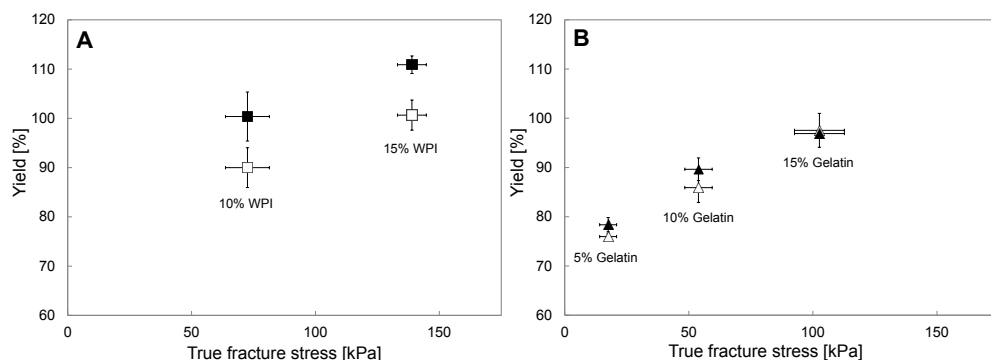 A
Yield [%]
120
110
100
90
80
70
60
10% WPI
15% WPI
0
50
100
150
True fracture stress [kPa]
B
Yield [%]
120
110
100
90
80
70
60
5% Gelatin
10% Gelatin
15% Gelatin
0
50
100
150
True fracture stress [kPa]